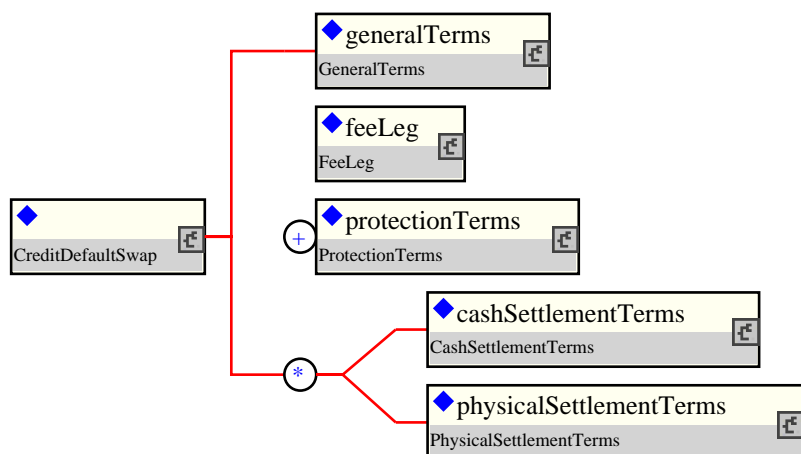 generalTerms
GeneralTerms
feeLeg
FeeLeg
CreditDefaultSwap
+
protectionTerms
ProtectionTerms
cashSettlementTerms
CashSettlementTerms
*
physicalSettlementTerms
PhysicalSettlementTerms